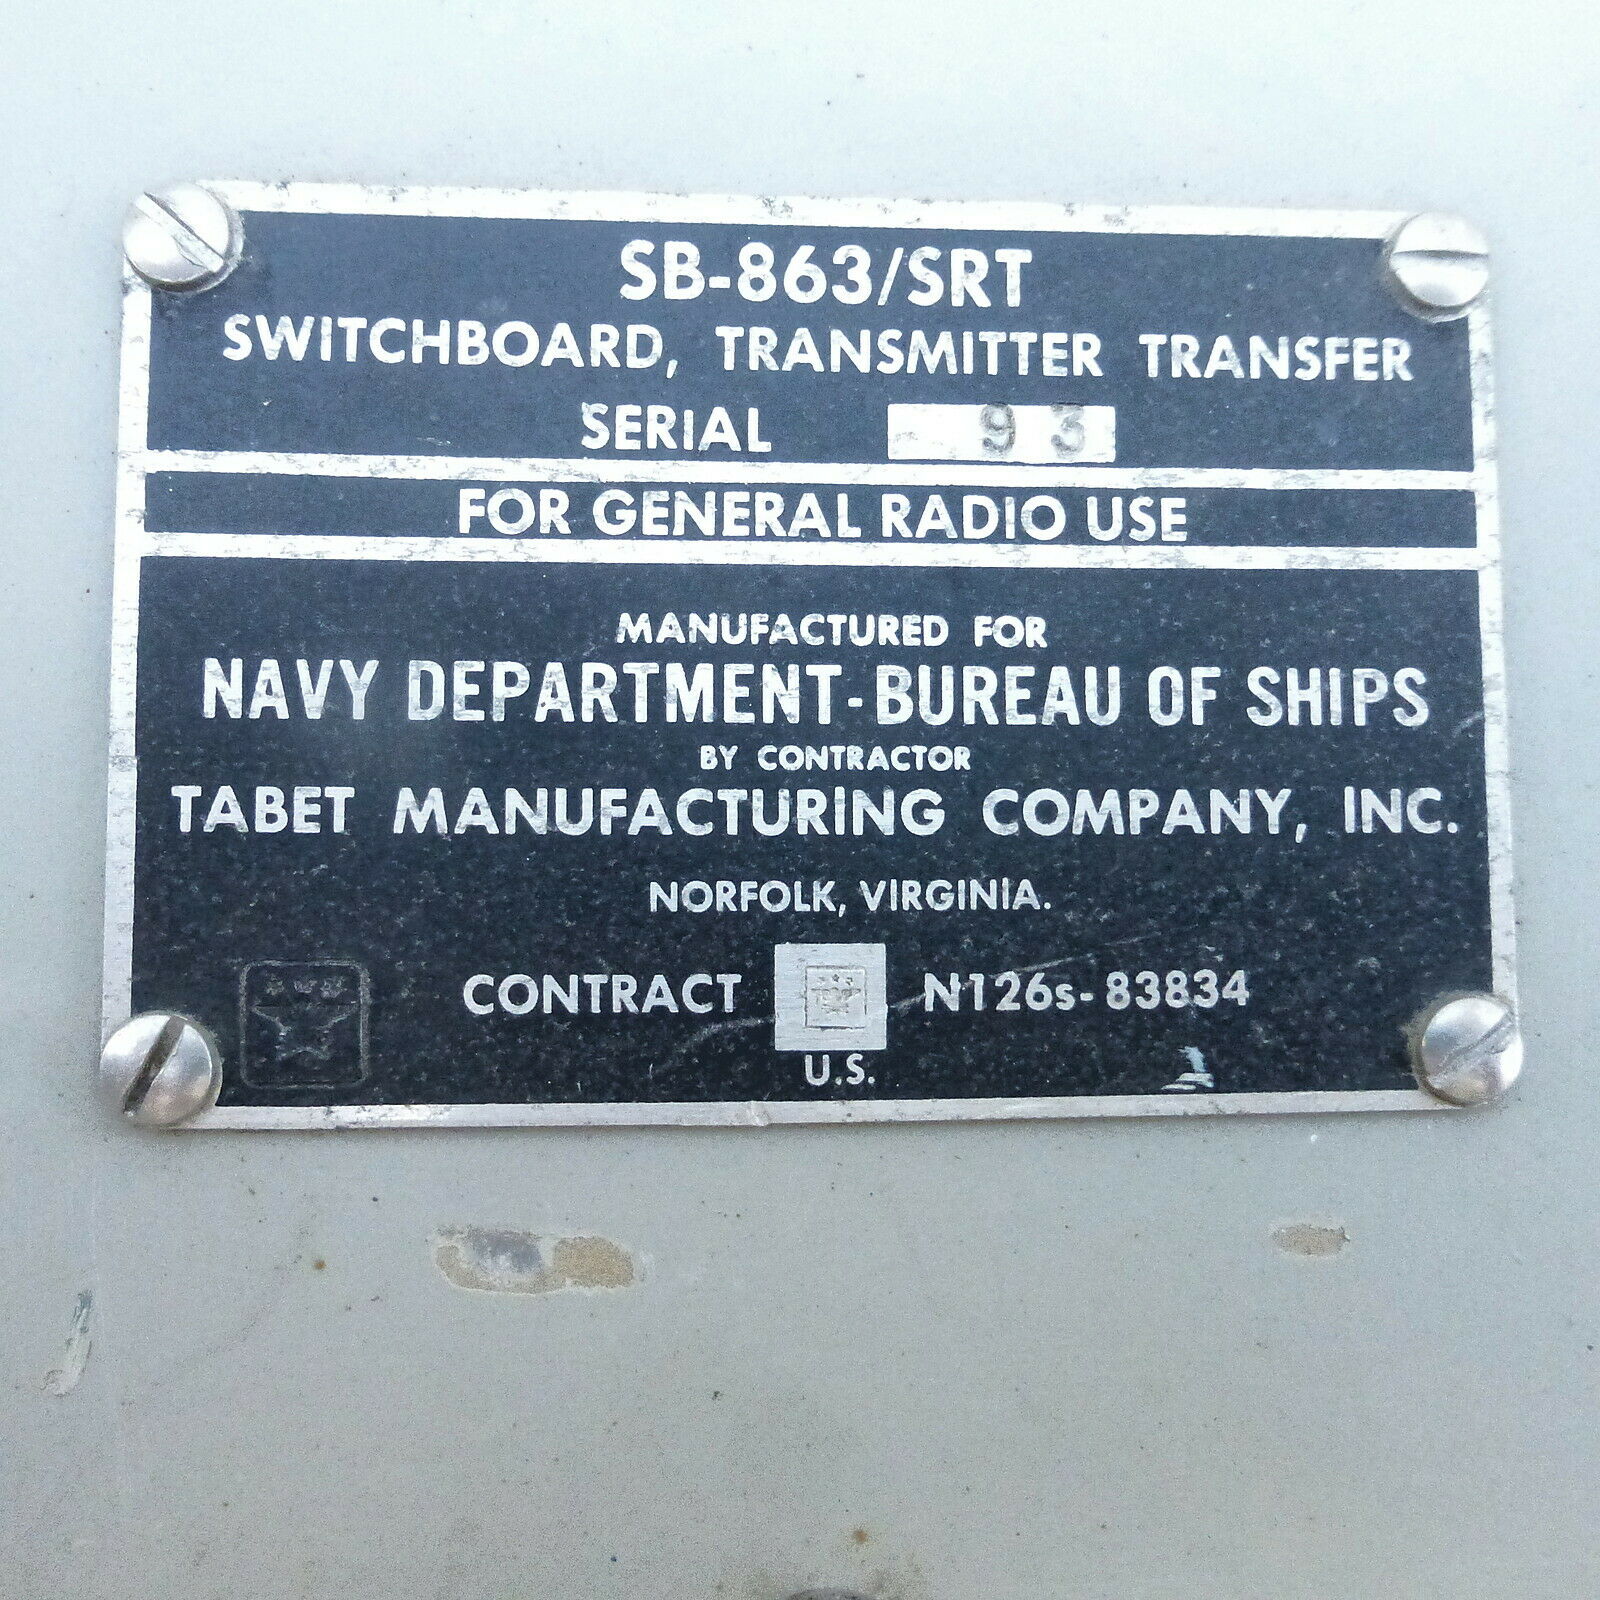 SB-863/SRT
SWITCHBOARD, TRANSMITTER TRANSFER
SERIAL 93
FOR GENERAL RADIO USE
MANUFACTURED FOR
NAVY DEPARTMENT-BUREAU OF SHIPS
BY CONTRACTOR
TABET MANUFACTURING COMPANY, INC.
NORFOLK, VIRGINIA.
CONTRACT N126s-83834
U.S.